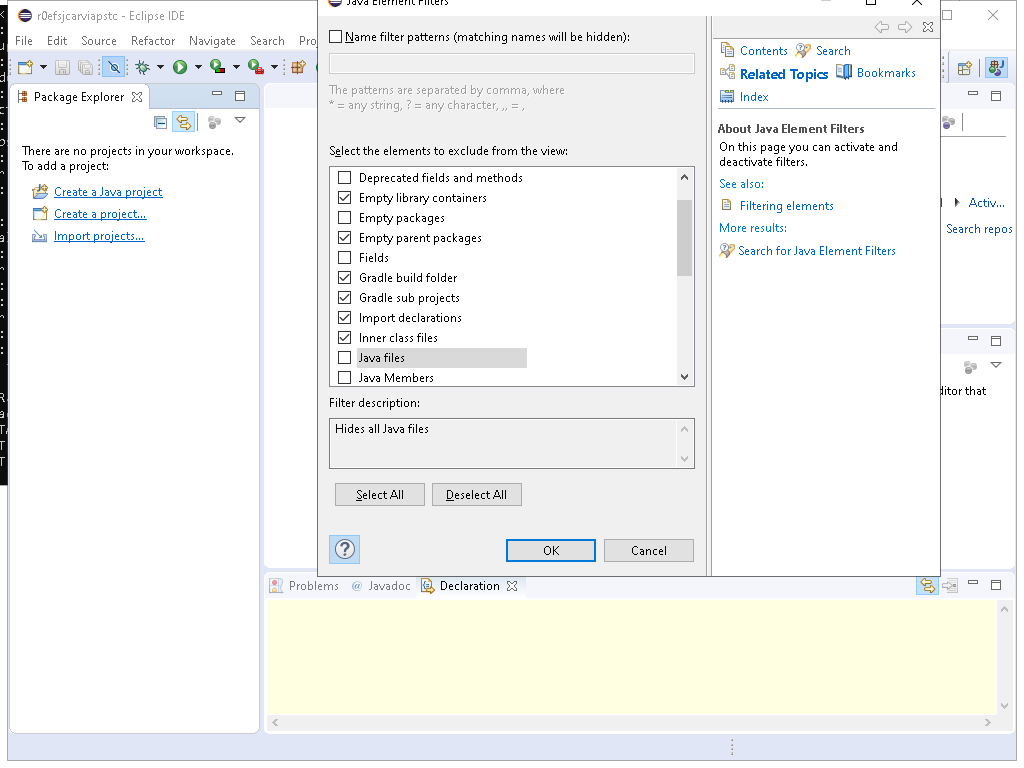 r0efsjcarviapstc - Eclipse IDE
Java Element Filters
File Edit Source Refactor Navigate Search
Package Explorer
There are no projects in your workspace.
To add a project:
Create a Java project
Create a project...
Import projects...
Name filter patterns (matching names will be hidden):
The patterns are separated by comma, where
* = any string, ? = any character, ,, = ,
Select the elements to exclude from the view:
Deprecated fields and methods
Empty library containers
Empty packages
Empty parent packages
Fields
Gradle build folder
Gradle sub projects
Import declarations
Inner class files
Java files
Java Members
Filter description:
Hides all Java files
Select All Deselect All
? OK Cancel
Contents Search
Related Topics Bookmarks
Index
About Java Element Filters
On this page you can activate and
deactivate filters.
See also:
Filtering elements
More results:
Search for Java Element Filters
Activ...
Search repos
ditor that
Problems @ Javadoc Declaration